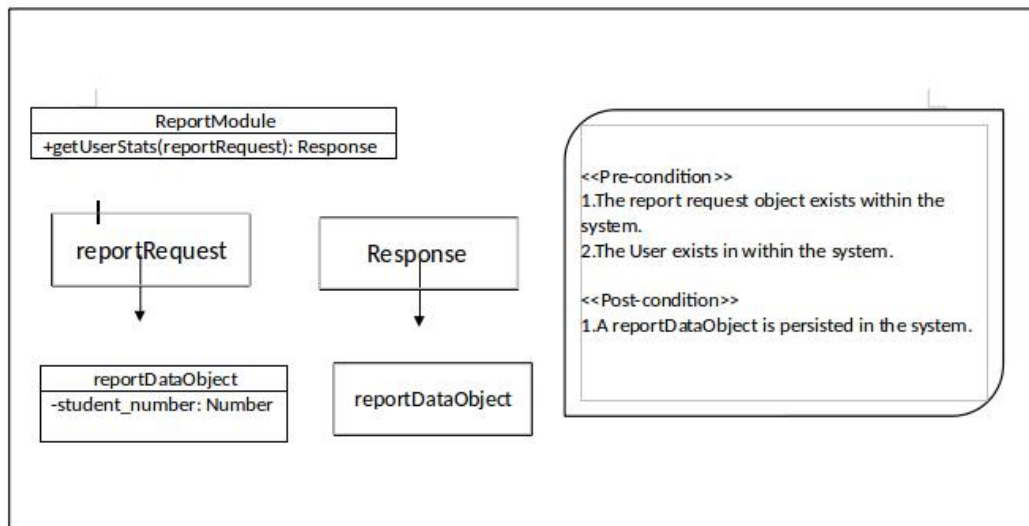 ReportModule
+getUserStats(reportRequest): Response
reportRequest
Response
reportDataObject
-student_number: Number
reportDataObject
<<Pre-condition>>
1.The report request object exists within the
system.
2.The User exists in within the system.
<<Post-condition>>
1.A reportDataObject is persisted in the system.